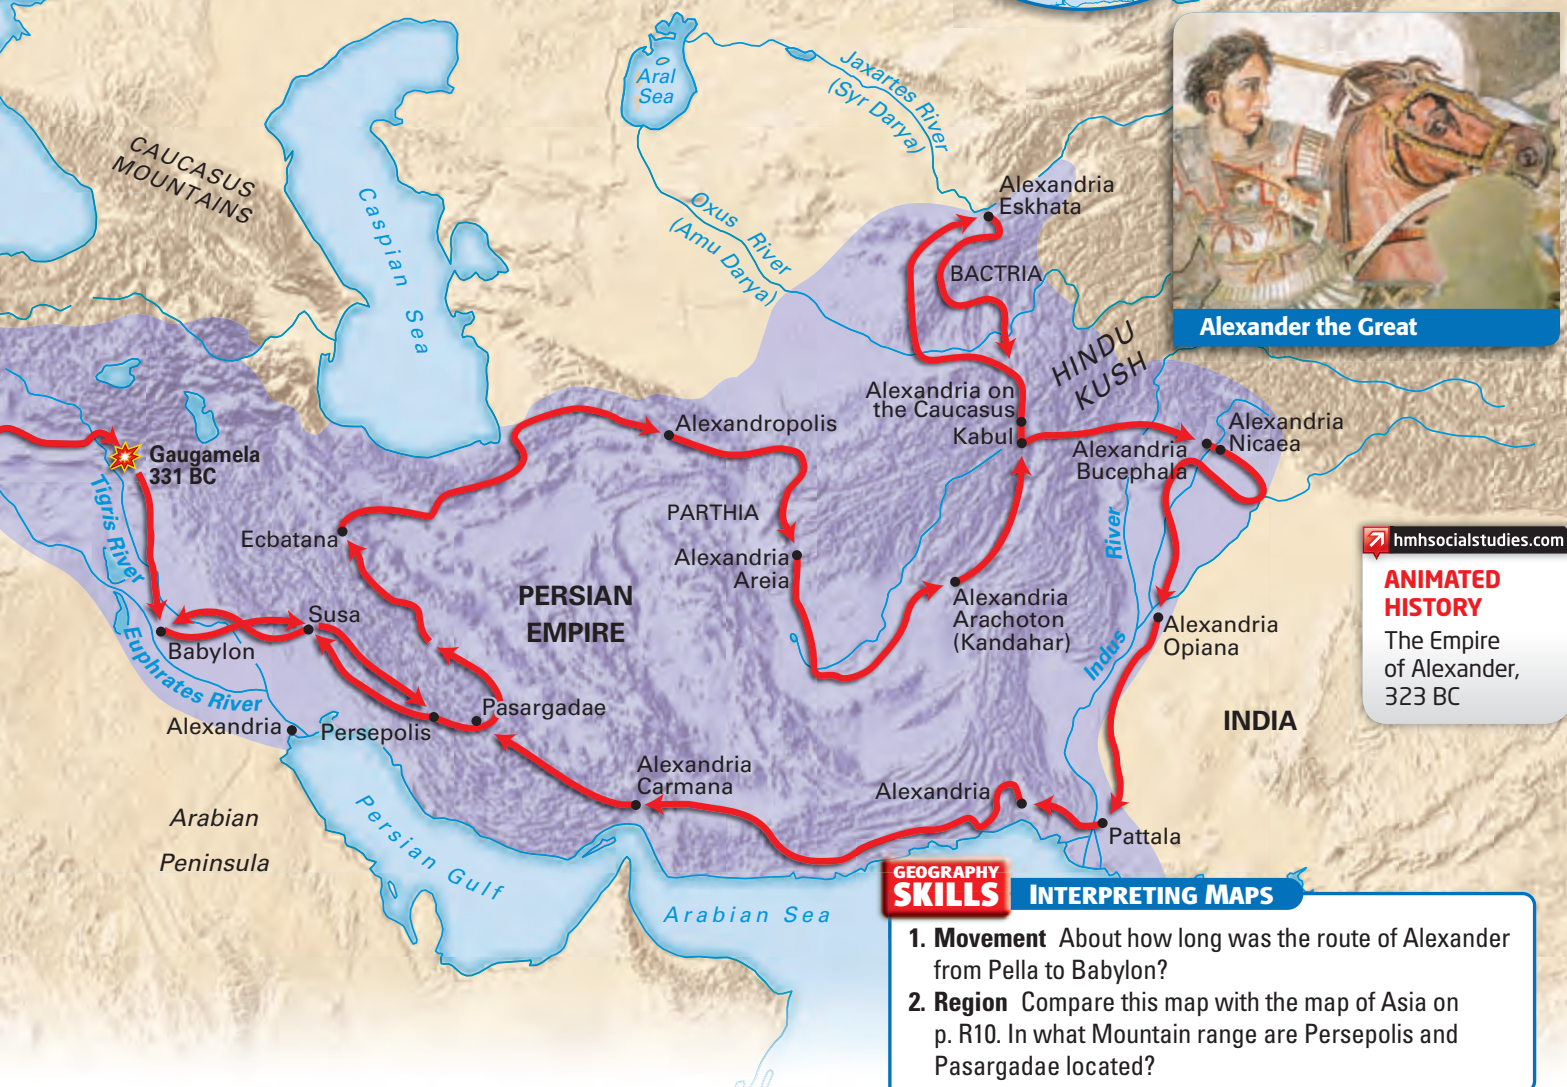 Aral
Sea
Jaxartes River
(Syr Darya)
CAUCASUS
MOUNTAINS
Caspian Sea
Oxus River
(Amu Darya)
Alexandria
Eskhata
BACTRIA
Alexander the Great
HINDU
KUSH
Alexandria on
the Caucasus
Kabul
Alexandropolis
Alexandria
Nicaea
Alexandria
Bucephala
Gaugamela
331 BC
Tigris River
Ecbatana
PARTHIA
Alexandria
Areia
PERSIAN
EMPIRE
Alexandria
Arachoton
(Kandahar)
Indus River
Susa
Babylon
Euphrates River
Alexandria
Opiana
Pasargadae
Persepolis
Alexandria
INDIA
Alexandria
Carmana
Alexandria
Pattala
Arabian
Peninsula
Persian Gulf
Arabian Sea
hmhsocialstudies.com
ANIMATED
HISTORY
The Empire
of Alexander,
323 BC
GEOGRAPHY
SKILLS
INTERPRETING MAPS
1. Movement About how long was the route of Alexander
from Pella to Babylon?
2. Region Compare this map with the map of Asia on
p. R10. In what Mountain range are Persepolis and
Pasargadae located?